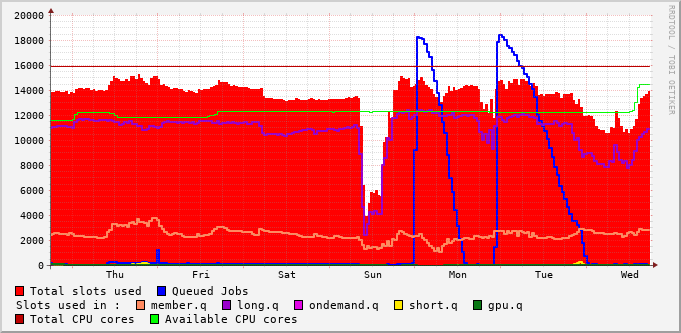 20000
18000
16000
14000
12000
10000
8000
6000
4000
2000
0
Thu Fri Sat Sun Mon Tue Wed
RRDTOOL / TOBI OETIKER
Total slots used Queued Jobs
Slots used in : member.q long.q ondemand.q short.q gpu.q
Total CPU cores Available CPU cores